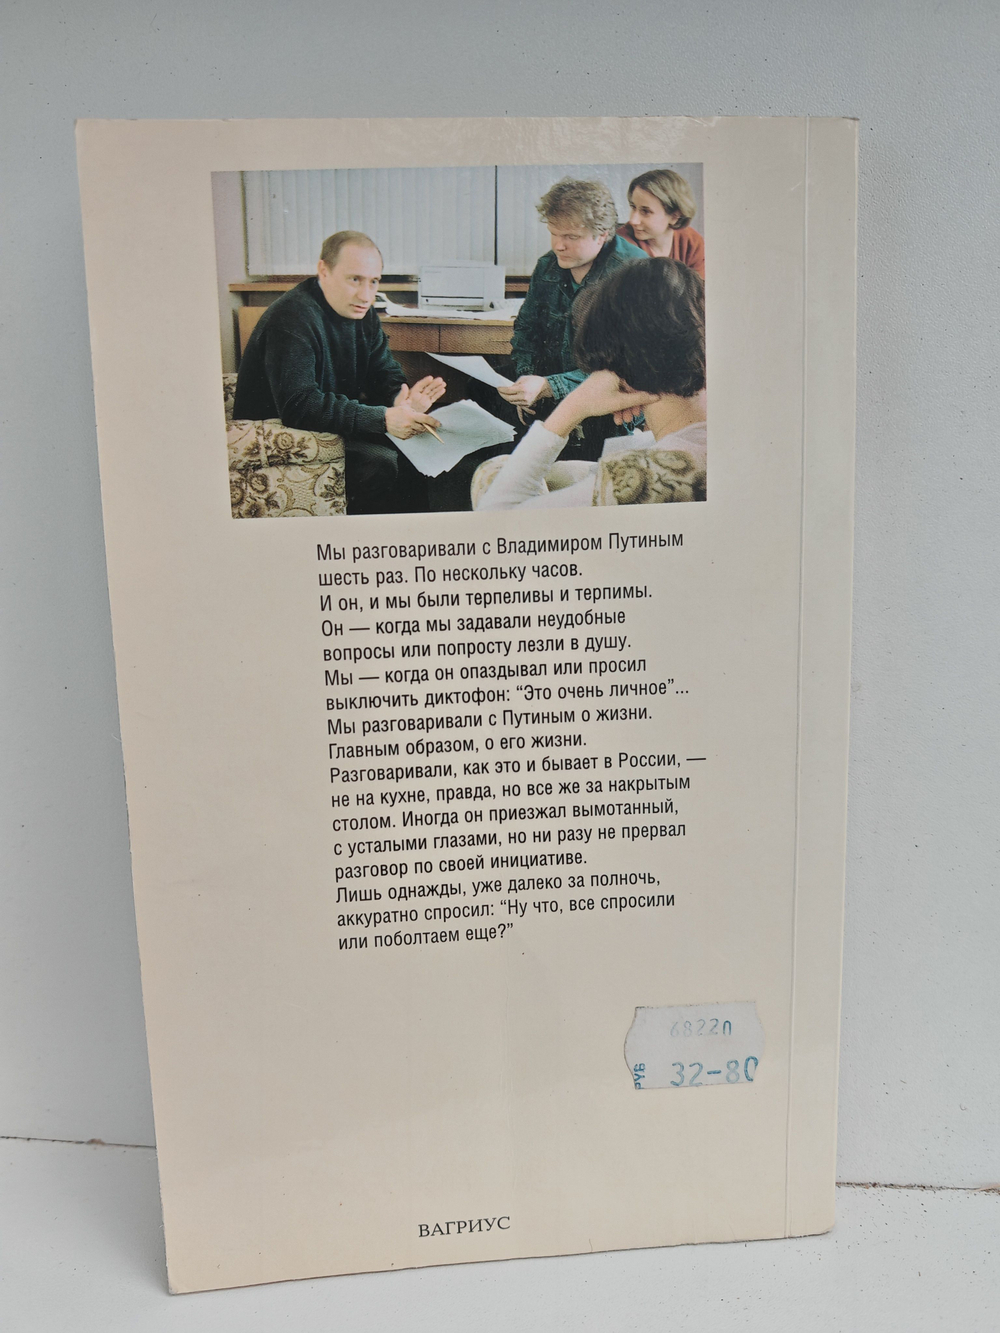 Мы разговаривали с Владимиром Путиным
шесть раз. По нескольку часов.
И он, и мы были терпеливы и терпимы.
Он — когда мы задавали неудобные
вопросы или попросту лезли в душу.
Мы — когда он опаздывал или просил
выключить диктофон: “Это очень личное”...
Мы разговаривали с Путиным о жизни.
Главным образом, о его жизни.
Разговаривали, как это и бывает в России, —
не на кухне, правда, но все же за накрытым
столом. Иногда он приезжал вымотанный,
с усталыми глазами, но ни разу не прервал
разговор по своей инициативе.
Лишь однажды, уже далеко за полночь,
аккуратно спросил: “Ну что, все спросили
или поболтаем еще?”
68220
РУБ 32-80
ВАГРИУС